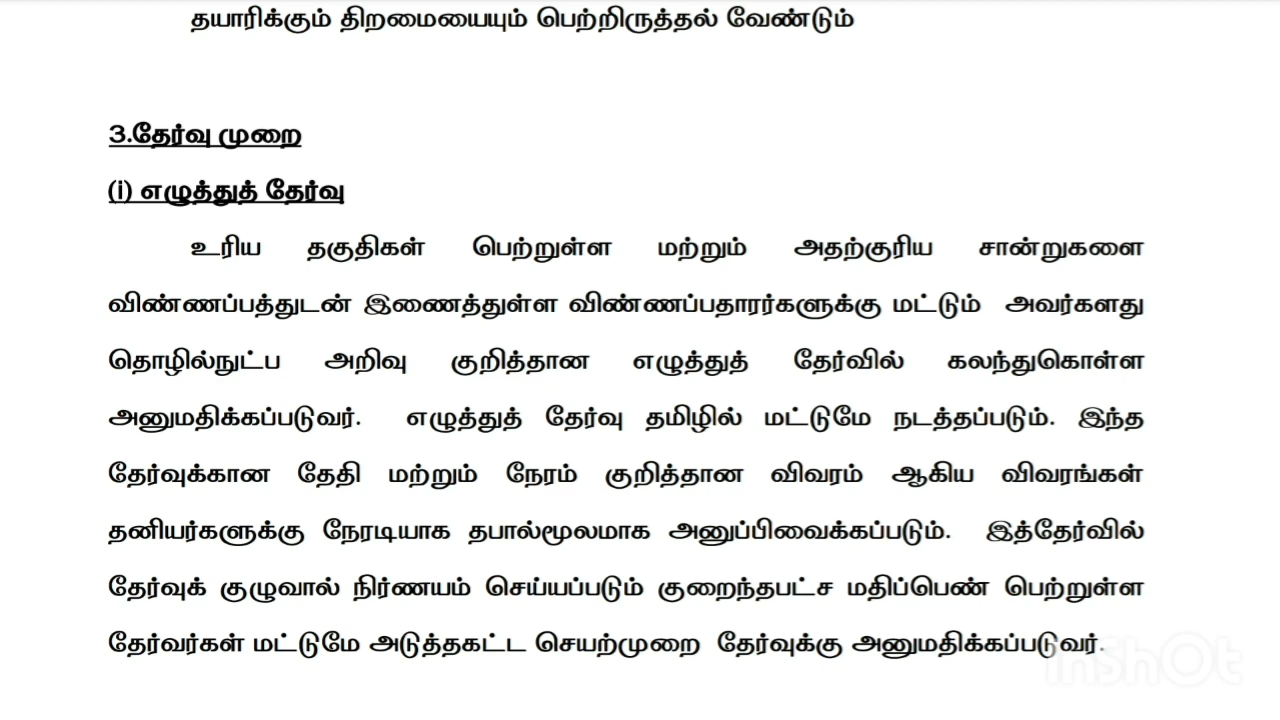 தயாரிக்கும் திறமையையும் பெற்றிருத்தல் வேண்டும்
3.தேர்வு முறை
(i) எழுத்துத் தேர்வு
உரிய தகுதிகள் பெற்றுள்ள மற்றும் அதற்குரிய சான்றுகளை
விண்ணப்பத்துடன் இணைத்துள்ள விண்ணப்பதாரர்களுக்கு மட்டும் அவர்களது
தொழில்நுட்ப அறிவு குறித்தான எழுத்துத் தேர்வில் கலந்துகொள்ள
அனுமதிக்கப்படுவர். எழுத்துத் தேர்வு தமிழில் மட்டுமே நடத்தப்படும். இந்த
தேர்வுக்கான தேதி மற்றும் நேரம் குறித்தான விவரம் ஆகிய விவரங்கள்
தனியர்களுக்கு நேரடியாக தபால்மூலமாக அனுப்பிவைக்கப்படும். இத்தேர்வில்
தேர்வுக் குழுவால் நிர்ணயம் செய்யப்படும் குறைந்தபட்ச மதிப்பெண் பெற்றுள்ள
தேர்வர்கள் மட்டுமே அடுத்தகட்ட செயற்முறை தேர்வுக்கு அனுமதிக்கப்படுவர்.
InShOt